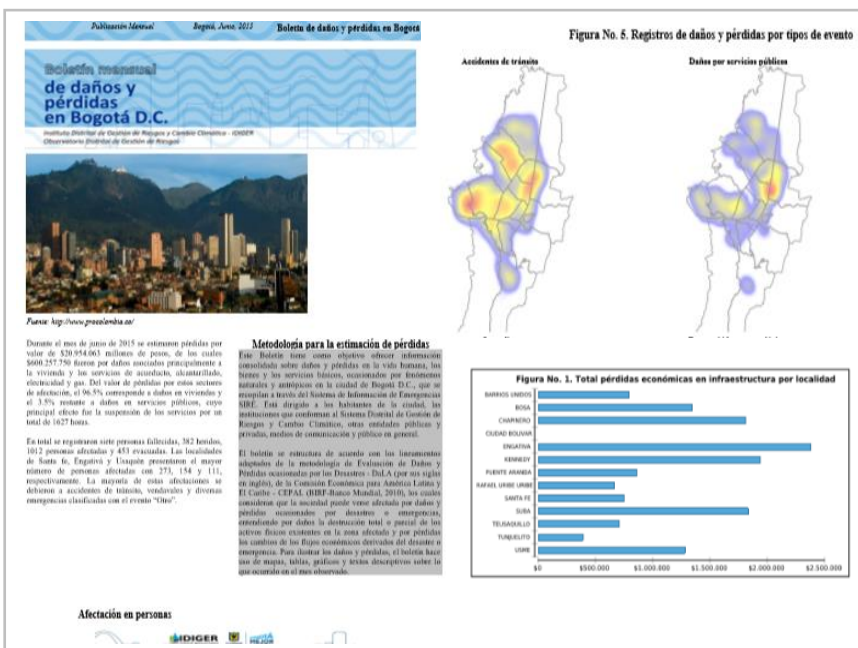 Publicación Mensual Bogotá, Junio, 2015 Boletín de daños y pérdidas en Bogotá
Boletín mensual
de daños y
pérdidas
en Bogotá D.C.
Instituto Distrital de Gestión de Riesgos y Cambio Climático - IDIGER
Observatorio Distrital de Gestión de Riesgos
Fuente: http://www.procolombia.co/
Durante el mes de junio de 2015 se estimaron pérdidas por
valor de $20.954.063 millones de pesos, de los cuales
$600.257.750 fueron por daños asociados principalmente a
la vivienda y los servicios de acueducto, alcantarillado,
electricidad y gas. Del valor de pérdidas por estos sectores
de afectación, el 96.5% corresponde a daños en viviendas y
el 3.5% restante a daños en servicios públicos, cuyo
principal efecto fue la suspensión de los servicios por un
total de 1627 horas.
En total se registraron siete personas fallecidas, 382 heridos,
1012 personas afectadas y 453 evacuadas. Las localidades
de Santa fe, Engativá y Usaquén presentaron el mayor
número de personas afectadas con 273, 154 y 111,
respectivamente. La mayoría de estas afectaciones se
debieron a accidentes de tránsito, vendavales y diversas
emergencias clasificadas con el evento "Otro".
Metodología para la estimación de pérdidas
Este Boletín tiene como objetivo ofrecer información
consolidada sobre daños y pérdidas en la vida humana, los
bienes y los servicios básicos, ocasionados por fenómenos
naturales y antrópicos en la ciudad de Bogotá D.C., que se
recopilan a través del Sistema de Información de Emergencias
SIRE. Está dirigido a los habitantes de la ciudad, las
instituciones que conforman al Sistema Distrital de Gestión de
Riesgos y Cambio Climático, otras entidades públicas y
privadas, medios de comunicación y público en general.
El boletín se estructura de acuerdo con los lineamientos
adaptados de la metodología de Evaluación de Daños y
Pérdidas ocasionadas por los Desastres - DaLA (por sus siglas
en inglés), de la Comisión Económica para América Latina y
El Caribe - CEPAL (BIRF-Banco Mundial, 2010), los cuales
consideran que la sociedad puede verse afectada por daños y
pérdidas ocasionados por desastres o emergencias,
entendiendo por daños la destrucción total o parcial de los
activos físicos existentes en la zona afectada y por pérdidas
los cambios de los flujos económicos derivados del desastre o
emergencia. Para ilustrar los daños y pérdidas, el boletín hace
uso de mapas, tablas, gráficos y textos descriptivos sobre lo
que ocurrido en el mes observado.
Afectación en personas
IDIGER
Figura No. 5. Registros de daños y pérdidas por tipos de evento
Accidentes de tránsito Daños por servicios públicos
Figura No. 1. Total pérdidas económicas en infraestructura por localidad
BARRIOS UNIDOS
BOSA
CHAPINERO
CIUDAD BOLIVAR
ENGATIVA
KENNEDY
PUENTE ARANDA
RAFAEL URIBE URIBE
SANTA FE
SUBA
TEUSAQUILLO
TUNJUELITO
USME
$0 $500.000 $1.000.000 $1.500.000 $2.000.000 $2.500.000